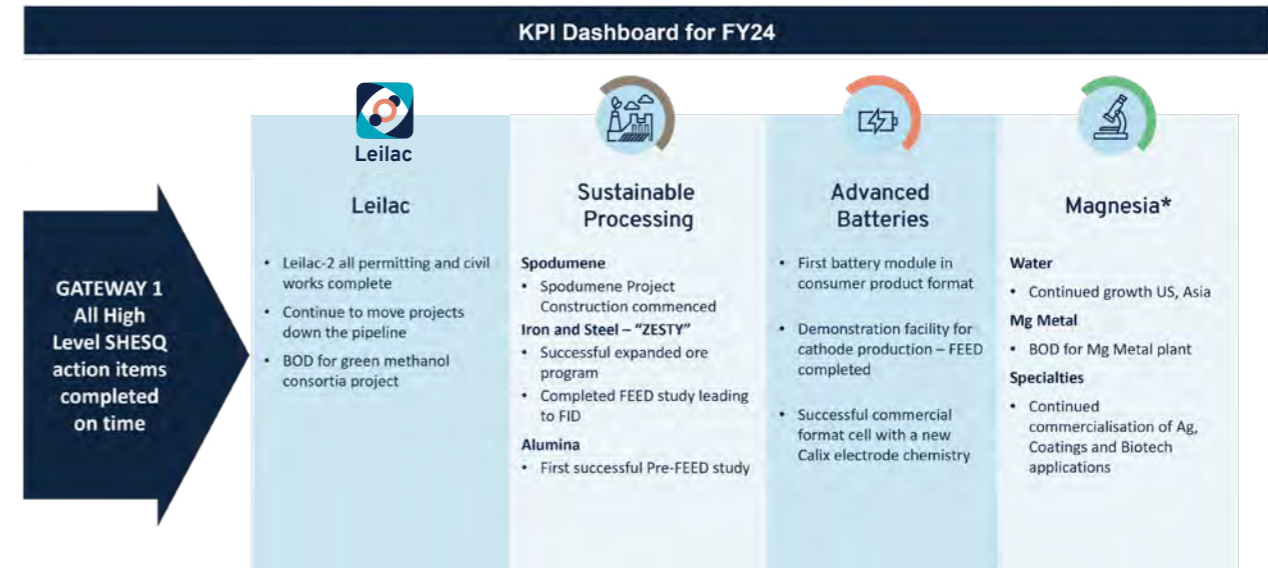 KPI Dashboard for FY24
GATEWAY 1
All High
Level SHESQ
action items
completed
on time
Leilac
Leilac
• Leilac-2 all permitting and civil
works complete
• Continue to move projects
down the pipeline
• BOD for green methanol
consortia project
Sustainable
Processing
Spodumene
• Spodumene Project
Construction commenced
Iron and Steel – “ZESTY”
• Successful expanded ore
program
• Completed FEED study leading
to FID
Alumina
• First successful Pre-FEED study
Advanced
Batteries
• First battery module in
consumer product format
• Demonstration facility for
cathode production – FEED
completed
• Successful commercial
format cell with a new
Calix electrode chemistry
Magnesia*
Water
• Continued growth US, Asia
Mg Metal
• BOD for Mg Metal plant
Specialties
• Continued
commercialisation of Ag,
Coatings and Biotech
applications